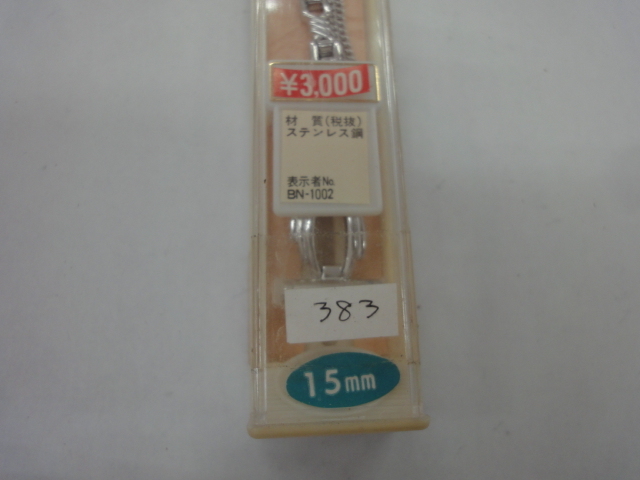 ¥3,000
材 質(税抜)
ステンレス鋼
表示者No.
BN-1002
383
15mm